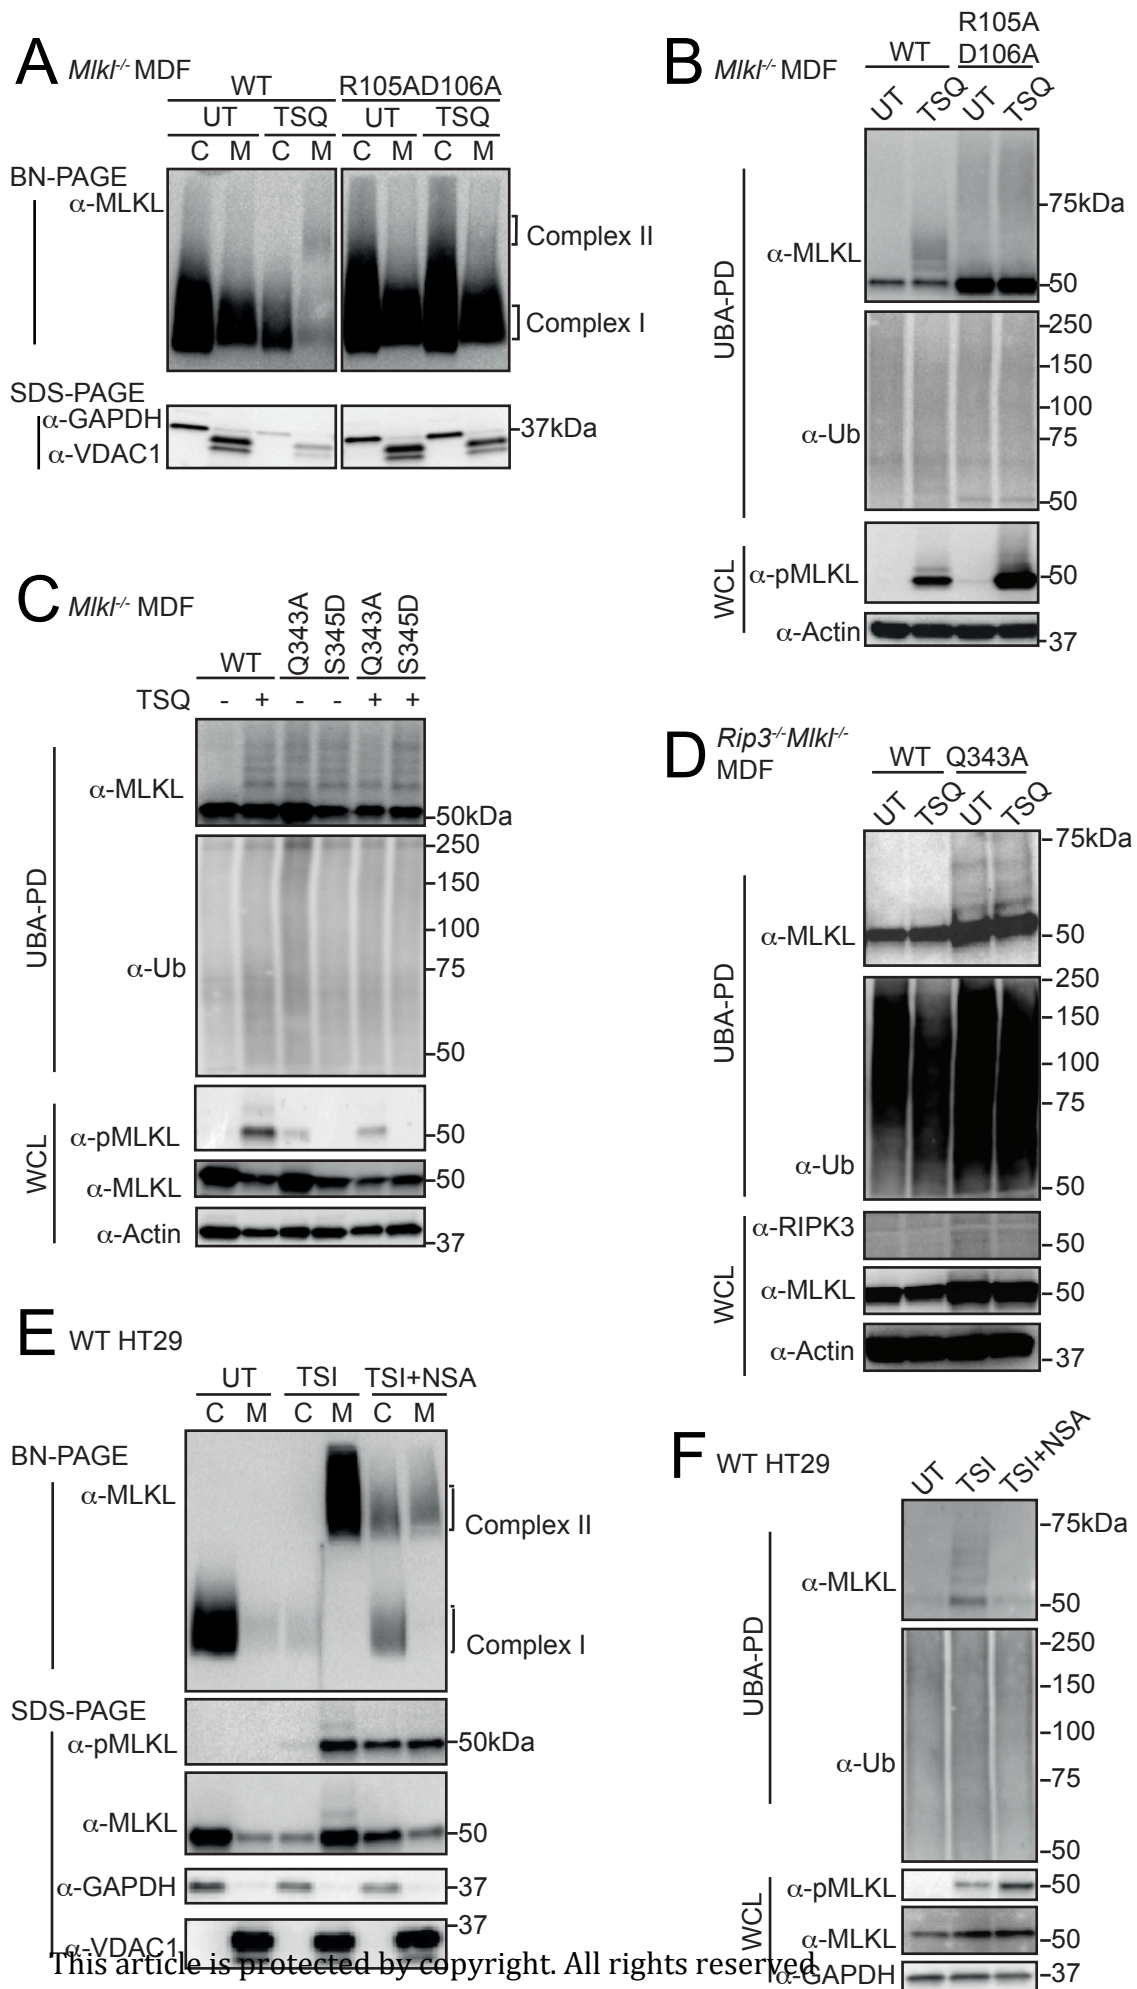 A Mlkl-/- MDF
WT R105AD106A
UT TSQ UT TSQ
C M C M C M C M
BN-PAGE
α-MLKL
Complex II
Complex I
SDS-PAGE
α-GAPDH
α-VDAC1
37kDa
B Mlkl-/- MDF
WT R105A D106A
UT TSQ UT TSQ
UBA-PD
α-MLKL
75kDa
50
α-Ub
250
150
100
75
50
WCL
α-pMLKL
50
α-Actin
37
C Mlkl-/- MDF
WT Q343A S345D Q343A S345D
TSQ - + - - + +
UBA-PD
α-MLKL
50kDa
α-Ub
250
150
100
75
50
WCL
α-pMLKL
50
α-MLKL
50
α-Actin
37
D Rip3-/-Mlkl-/-
MDF
WT Q343A
UT TSQ UT TSQ
UBA-PD
α-MLKL
75kDa
50
α-Ub
250
150
100
75
50
WCL
α-RIPK3
50
α-MLKL
50
α-Actin
37
E WT HT29
UT TSI TSI+NSA
C M C M C M
BN-PAGE
α-MLKL
Complex II
Complex I
SDS-PAGE
α-pMLKL
50kDa
α-MLKL
50
α-GAPDH
37
α-VDAC1
37
F WT HT29
UT TSI TSI+NSA
UBA-PD
α-MLKL
75kDa
50
α-Ub
250
150
100
75
50
WCL
α-pMLKL
50
α-MLKL
50
α-GAPDH
37
This article is protected by copyright. All rights reserved